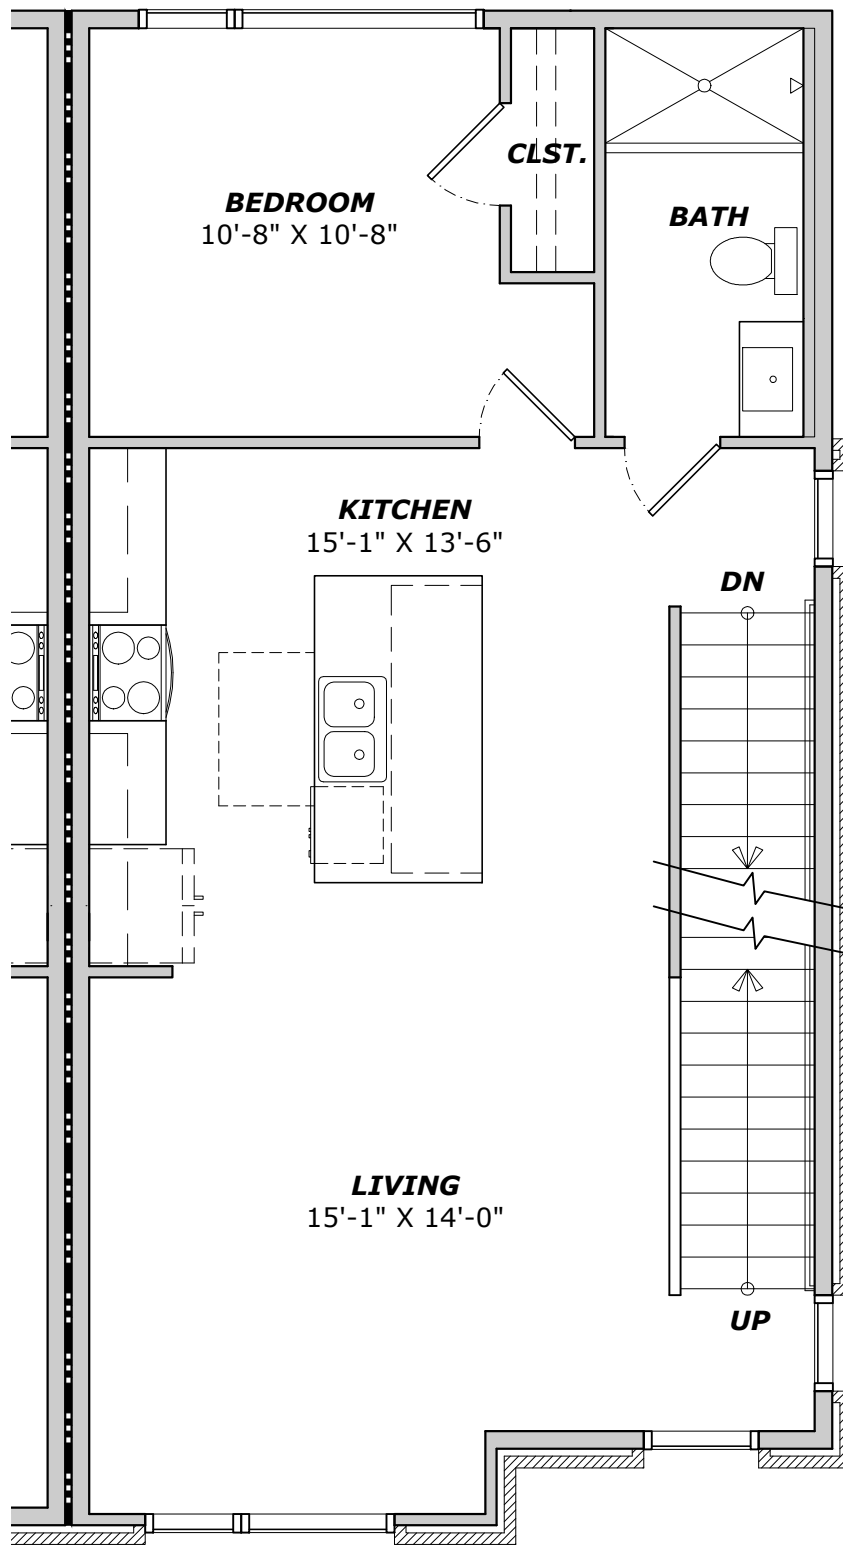 CLST.
BEDROOM
10'-8" X 10'-8"
BATH
KITCHEN
15'-1" X 13'-6"
DN
LIVING
15'-1" X 14'-0"
UP